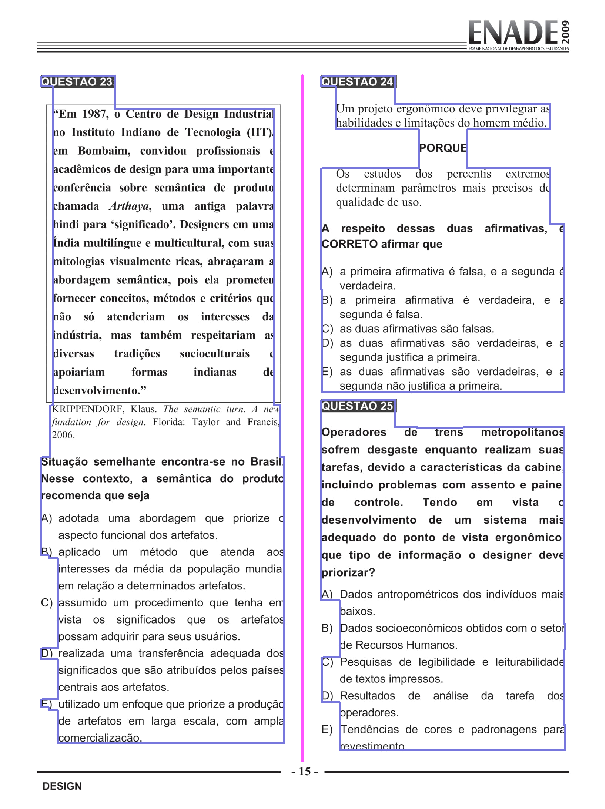 ENADE 2009
EXAME NACIONAL DE DESEMPENHO DOS ESTUDANTES
QUESTÃO 23
"Em 1987, o Centro de Design Industrial
no Instituto Indiano de Tecnologia (IIT),
em Bombaim, convidou profissionais e
acadêmicos de design para uma importante
conferência sobre semântica de produto
chamada Arthaya, uma antiga palavra
hindi para 'significado'. Designers em uma
Índia multilíngue e multicultural, com suas
mitologias visualmente ricas, abraçaram a
abordagem semântica, pois ela prometeu
fornecer conceitos, métodos e critérios que
não só atenderiam os interesses da
indústria, mas também respeitariam as
diversas tradições socioculturais e
apoiariam formas indianas de
desenvolvimento."
KRIPPENDORF, Klaus. The semantic turn. A new
fundation for design. Florida: Taylor and Francis,
2006.
Situação semelhante encontra-se no Brasil.
Nesse contexto, a semântica do produto
recomenda que seja
A) adotada uma abordagem que priorize o
aspecto funcional dos artefatos.
B) aplicado um método que atenda aos
interesses da média da população mundial
em relação a determinados artefatos.
C) assumido um procedimento que tenha em
vista os significados que os artefatos
possam adquirir para seus usuários.
D) realizada uma transferência adequada dos
significados que são atribuídos pelos países
centrais aos artefatos.
E) utilizado um enfoque que priorize a produção
de artefatos em larga escala, com ampla
comercialização.
QUESTÃO 24
Um projeto ergonômico deve privilegiar as
habilidades e limitações do homem médio.
PORQUE
Os estudos dos percentis extremos
determinam parâmetros mais precisos de
qualidade de uso.
A respeito dessas duas afirmativas, é
CORRETO afirmar que
A) a primeira afirmativa é falsa, e a segunda é
verdadeira.
B) a primeira afirmativa é verdadeira, e a
segunda é falsa.
C) as duas afirmativas são falsas.
D) as duas afirmativas são verdadeiras, e a
segunda justifica a primeira.
E) as duas afirmativas são verdadeiras, e a
segunda não justifica a primeira.
QUESTÃO 25
Operadores de trens metropolitanos
sofrem desgaste enquanto realizam suas
tarefas, devido a características da cabine,
incluindo problemas com assento e painel
de controle. Tendo em vista o
desenvolvimento de um sistema mais
adequado do ponto de vista ergonômico,
que tipo de informação o designer deve
priorizar?
A) Dados antropométricos dos indivíduos mais
baixos.
B) Dados socioeconômicos obtidos com o setor
de Recursos Humanos.
C) Pesquisas de legibilidade e leiturabilidade
de textos impressos.
D) Resultados de análise da tarefa dos
operadores.
E) Tendências de cores e padronagens para
revestimento.
- 15 -
DESIGN